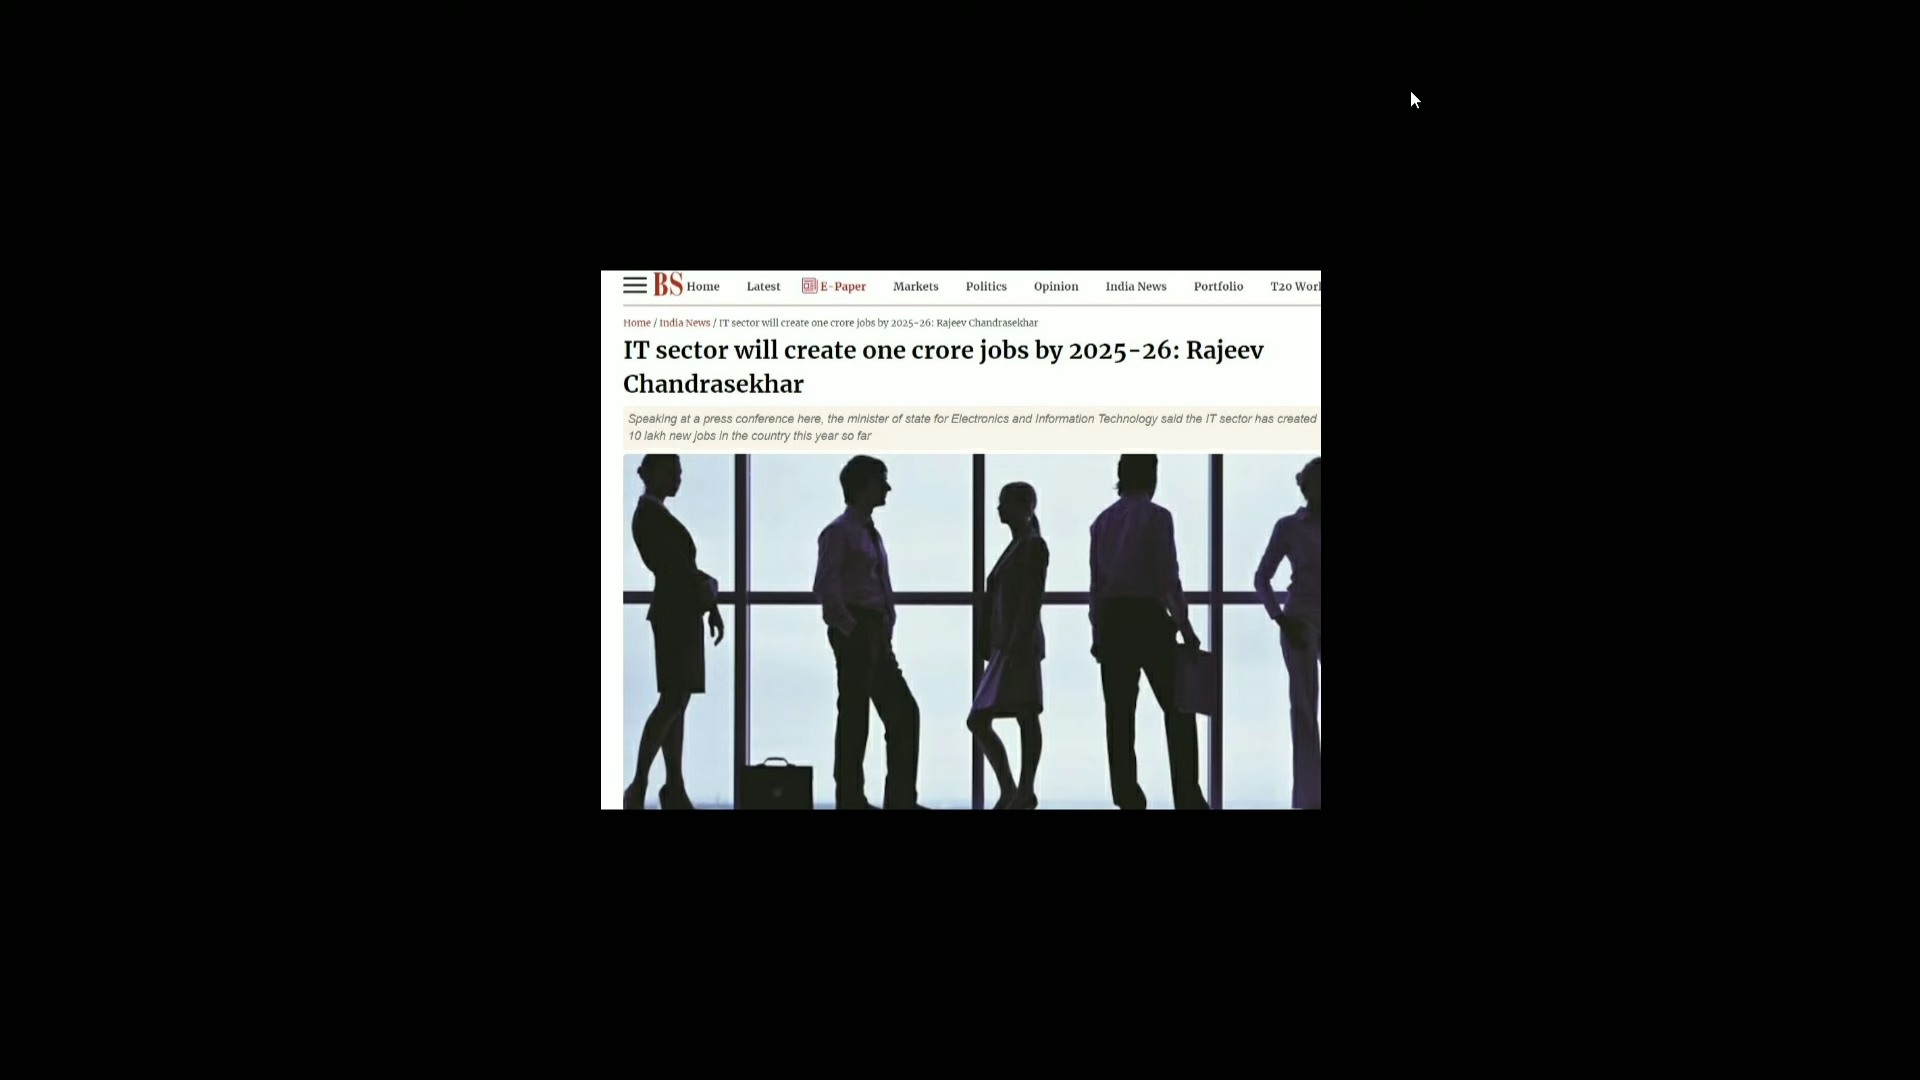 BS Home Latest E-Paper Markets Politics Opinion India News Portfolio T20 Worl
Home / India News / IT sector will create one crore jobs by 2025-26: Rajeev Chandrasekhar
IT sector will create one crore jobs by 2025-26: Rajeev
Chandrasekhar
Speaking at a press conference here, the minister of state for Electronics and Information Technology said the IT sector has created
10 lakh new jobs in the country this year so far